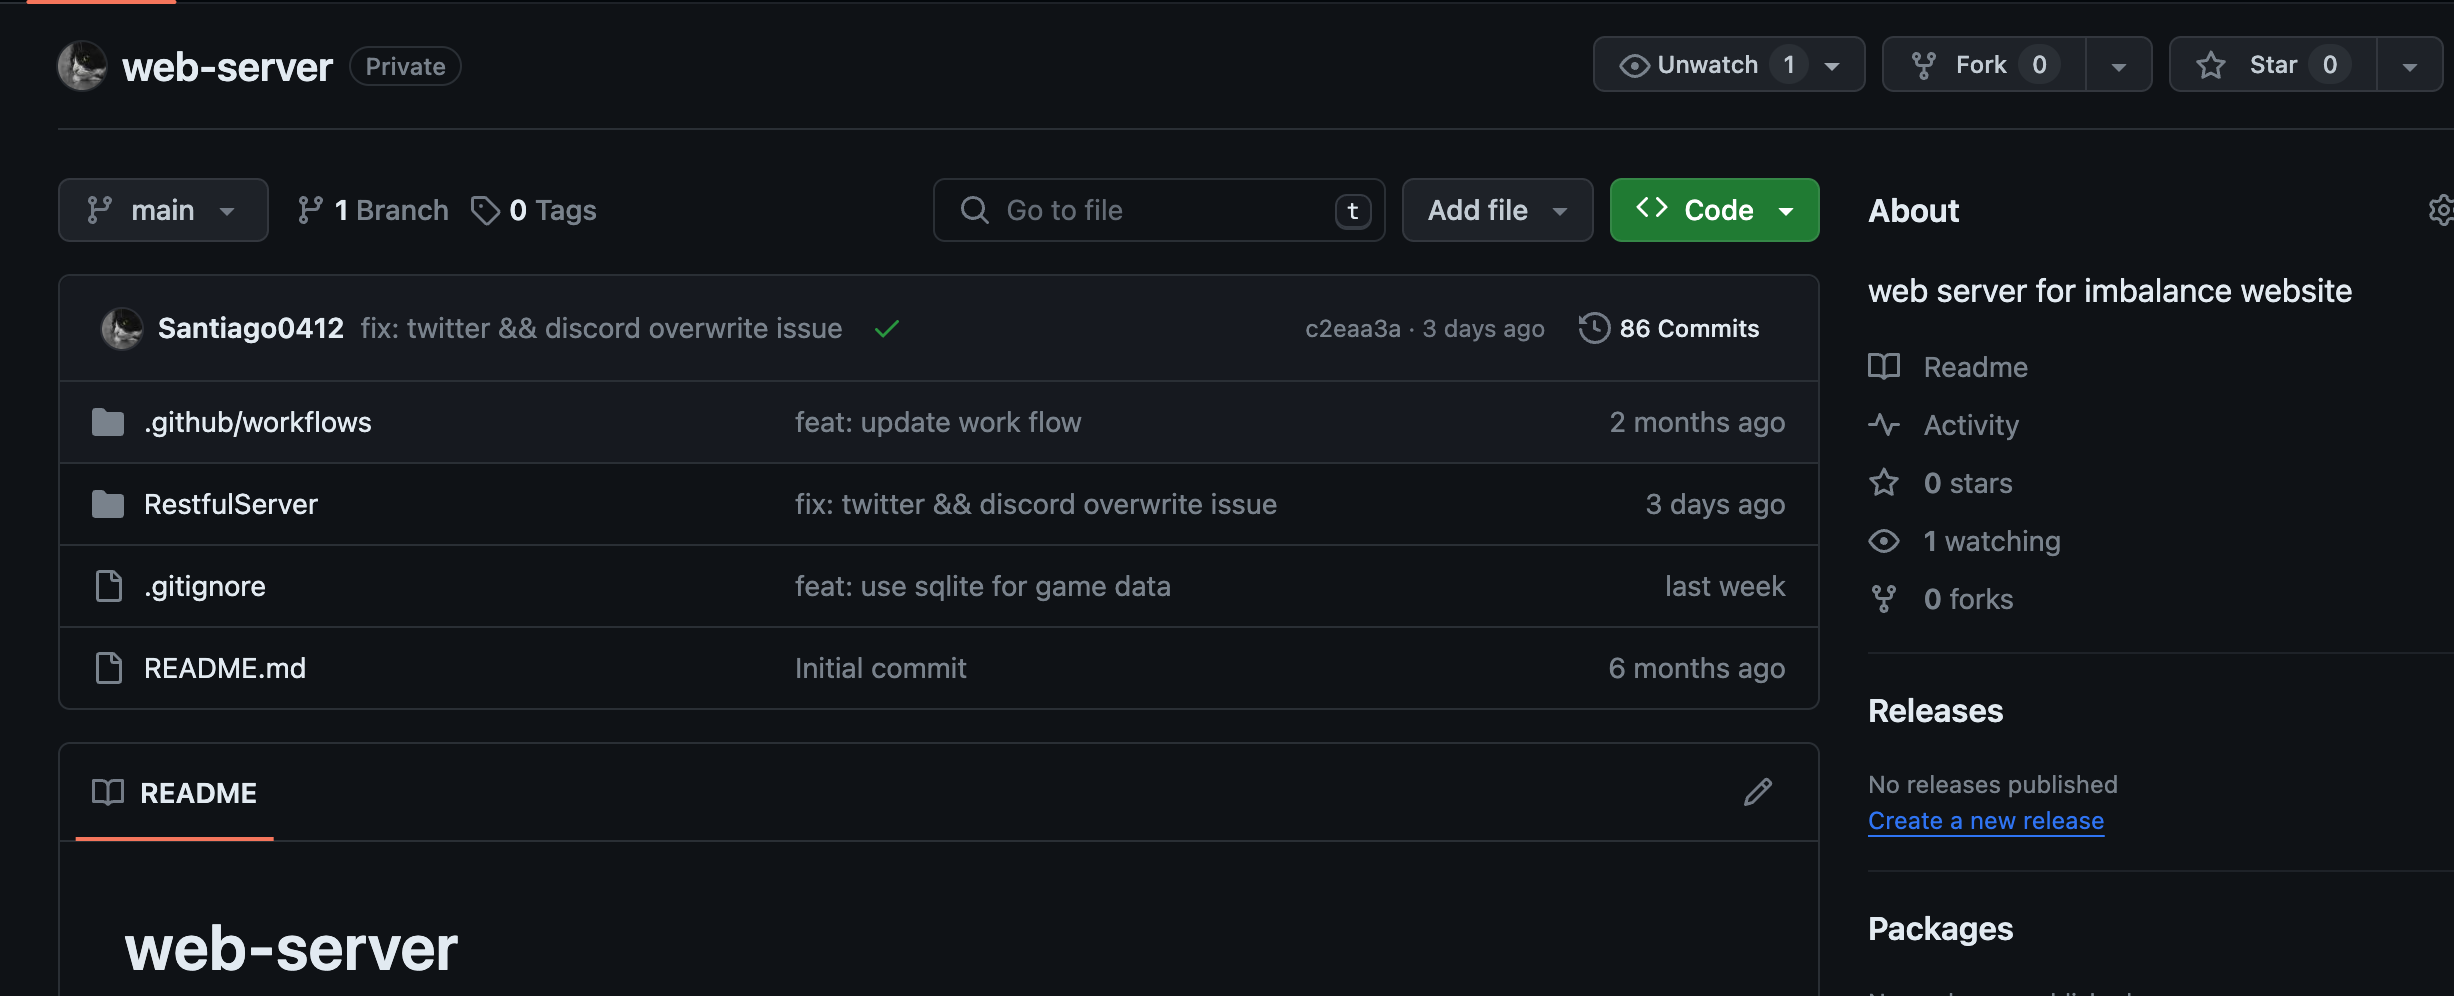 web-server Private Unwatch 1 Fork 0 Star 0
main 1 Branch 0 Tags Go to file t Add file Code
Santiago0412 fix: twitter && discord overwrite issue c2eaa3a · 3 days ago 86 Commits
.github/workflows feat: update work flow 2 months ago
RestfulServer fix: twitter && discord overwrite issue 3 days ago
.gitignore feat: use sqlite for game data last week
README.md Initial commit 6 months ago
README
web-server
About
web server for imbalance website
Readme
Activity
0 stars
1 watching
0 forks
Releases
No releases published
Create a new release
Packages